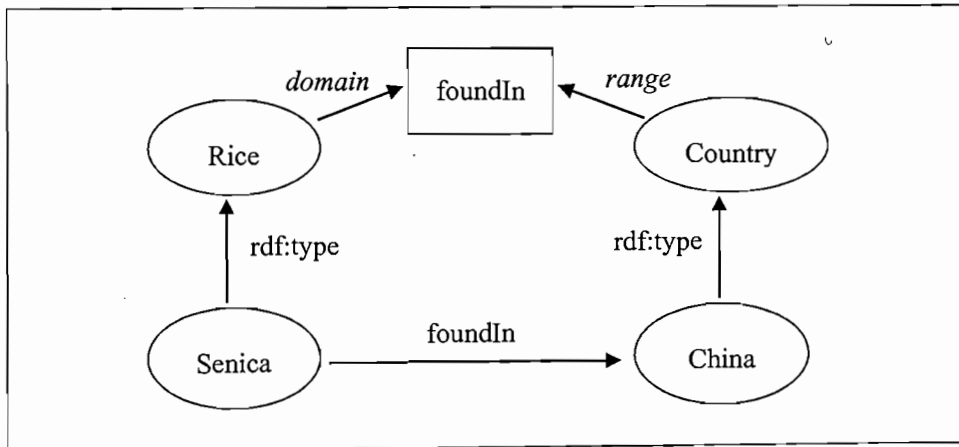 domain
foundIn
range
Rice
Country
rdf:type
rdf:type
Senica
foundIn
China